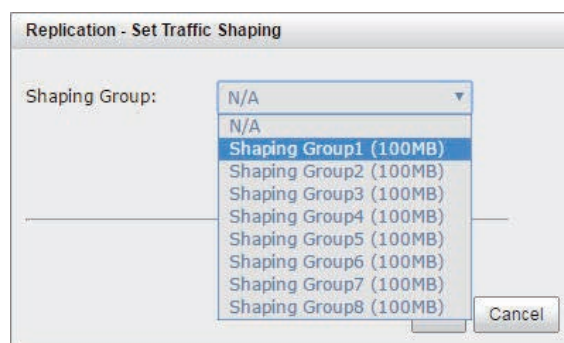 Replication - Set Traffic Shaping
Shaping Group:
N/A
N/A
Shaping Group1 (100MB)
Shaping Group2 (100MB)
Shaping Group3 (100MB)
Shaping Group4 (100MB)
Shaping Group5 (100MB)
Shaping Group6 (100MB)
Shaping Group7 (100MB)
Shaping Group8 (100MB)
Cancel